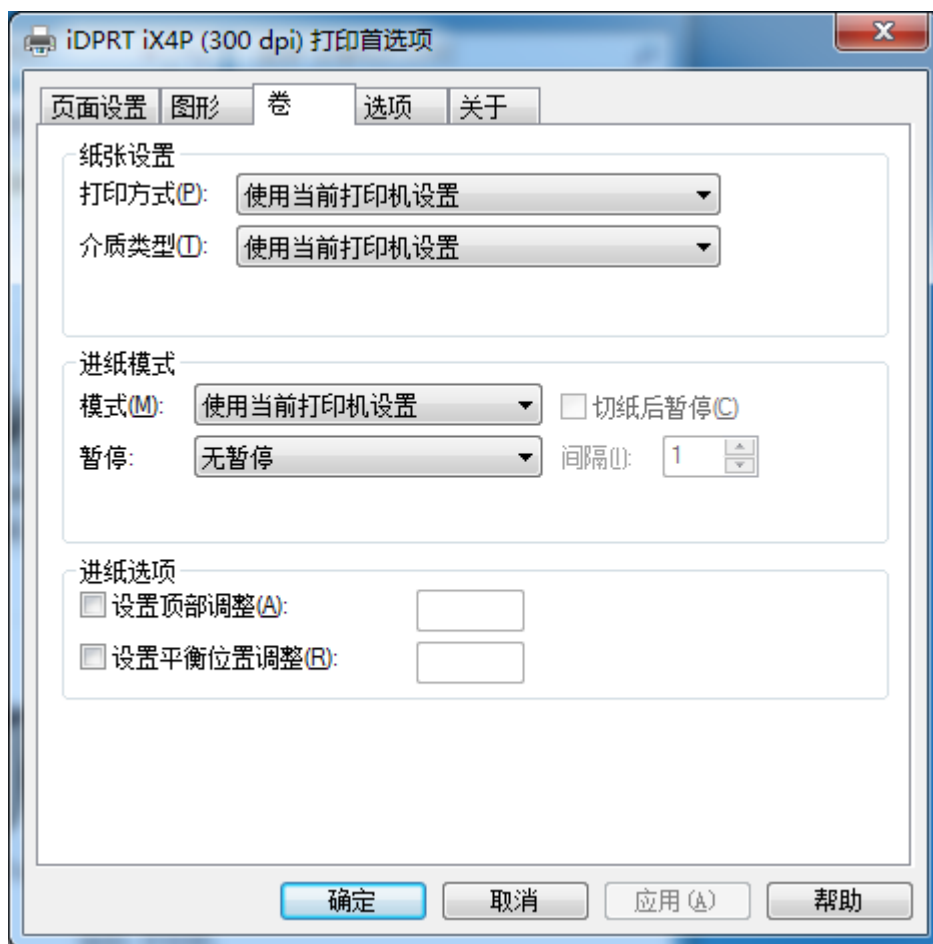 iDPRT iX4P (300 dpi) 打印首选项
页面设置 图形 卷 选项 关于
纸张设置
打印方式(P): 使用当前打印机设置
介质类型(T): 使用当前打印机设置
进纸模式
模式(M): 使用当前打印机设置 切纸后暂停(C)
暂停: 无暂停 间隔(I): 1
进纸选项
设置顶部调整(A):
设置平衡位置调整(R):
确定 取消 应用(A) 帮助